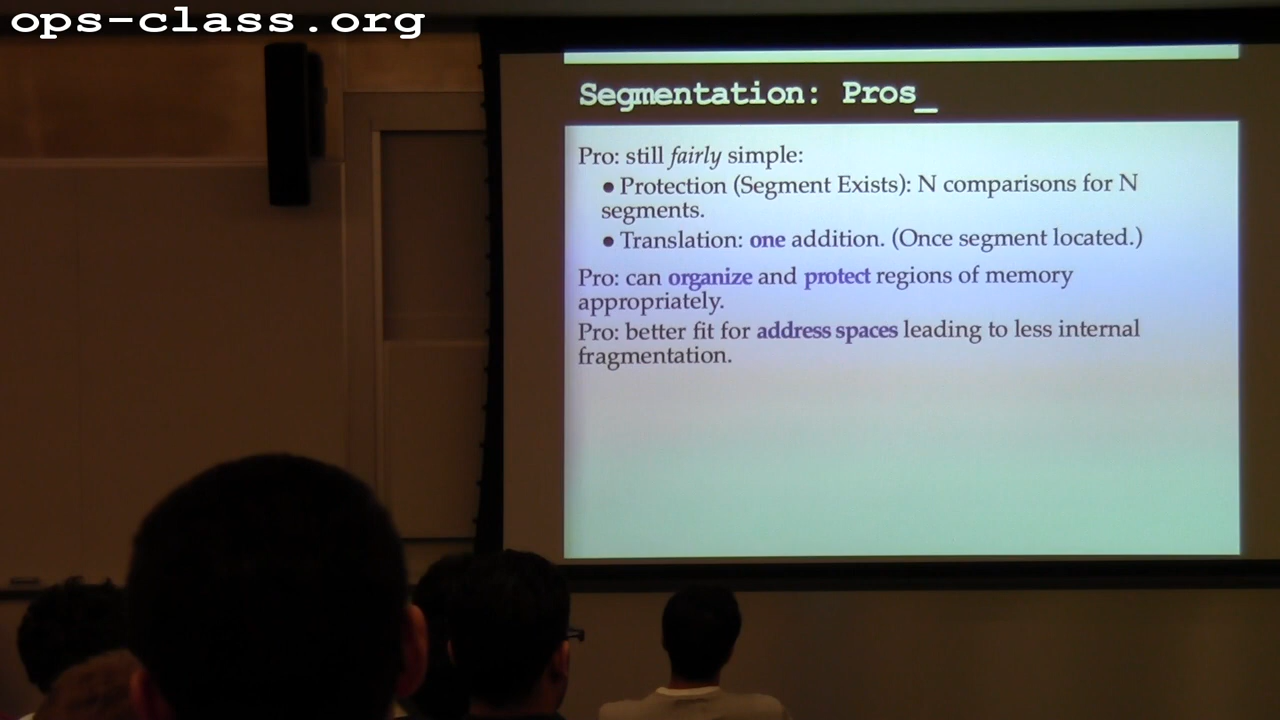 ops-class.org
Segmentation: Pros_
Pro: still fairly simple:
● Protection (Segment Exists): N comparisons for N
segments.
● Translation: one addition. (Once segment located.)
Pro: can organize and protect regions of memory
appropriately.
Pro: better fit for address spaces leading to less internal
fragmentation.